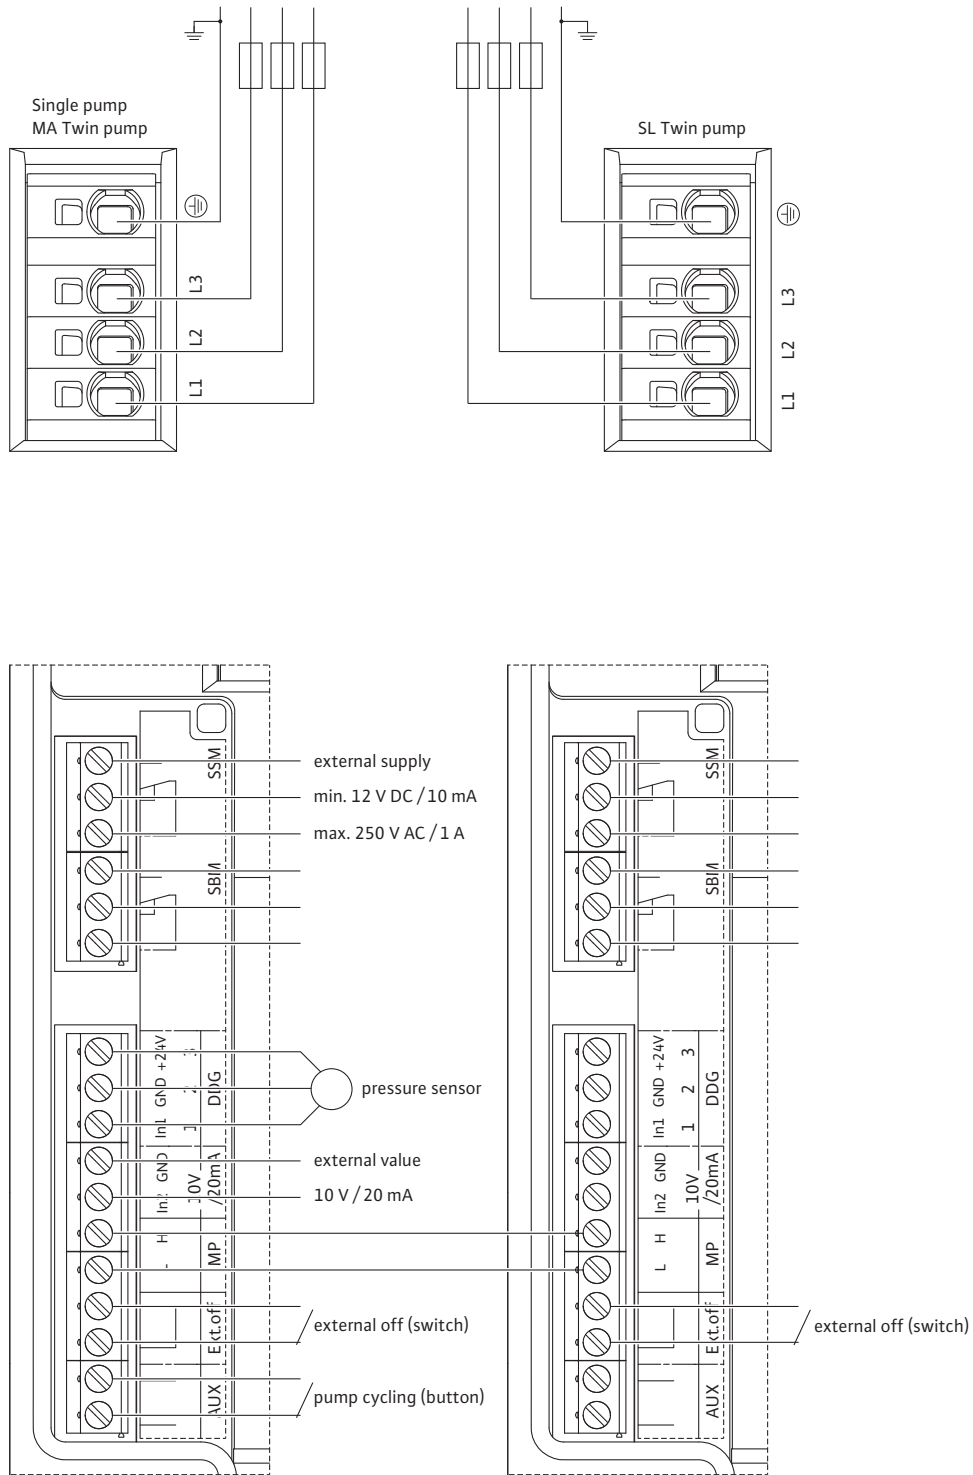 Single pump
MA Twin pump
SL Twin pump
L3
L2
L1
L3
L2
L1
SSM
external supply
min. 12 V DC / 10 mA
max. 250 V AC / 1 A
SBM
SSM
SBM
In1 GND +24V
1 2 3
DDG
pressure sensor
In2 GND
10V
/20mA
external value
10 V / 20 mA
H
MP
Ext.off
external off (switch)
AUX
pump cycling (button)
In1 GND +24V
1 2 3
DDG
In2 GND
10V
/20mA
L H
MP
Ext.off
external off (switch)
AUX